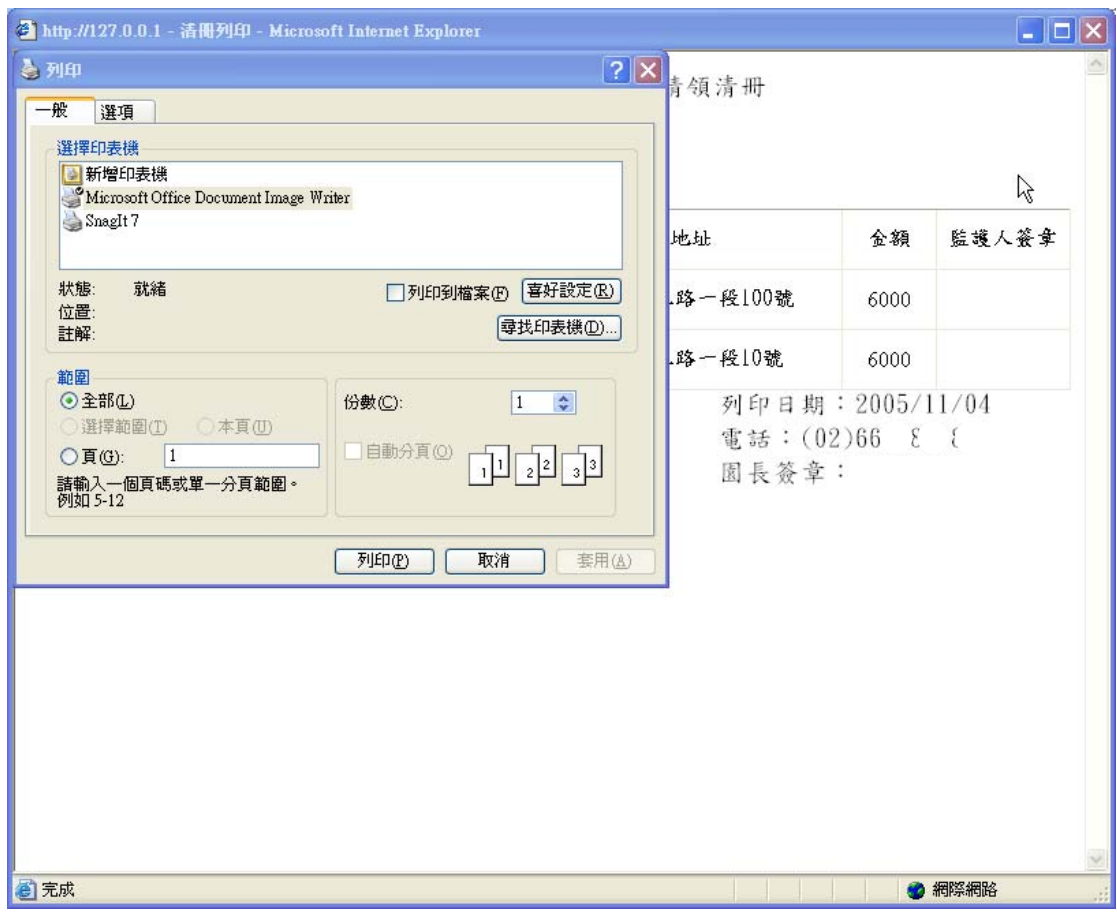 http://127.0.0.1 - 清冊列印 - Microsoft Internet Explorer
列印
一般 選項
選擇印表機
新增印表機
Microsoft Office Document Image Writer
SnagIt 7
狀態: 就緒
位置:
註解:
列印到檔案(F)
喜好設定(R)
尋找印表機(D)...
範圍
全部(L)
選擇範圍(T) 本頁(U)
頁(G): 1
請輸入一個頁碼或單一分頁範圍。
例如 5-12
份數(C): 1
自動分頁(O)
1 1 2 2 3 3
列印(P) 取消 套用(A)
請領清冊
地址 金額 監護人簽章
路一段100號 6000
路一段10號 6000
列印日期：2005/11/04
電話：(02)66
園長簽章：
完成
網際網路